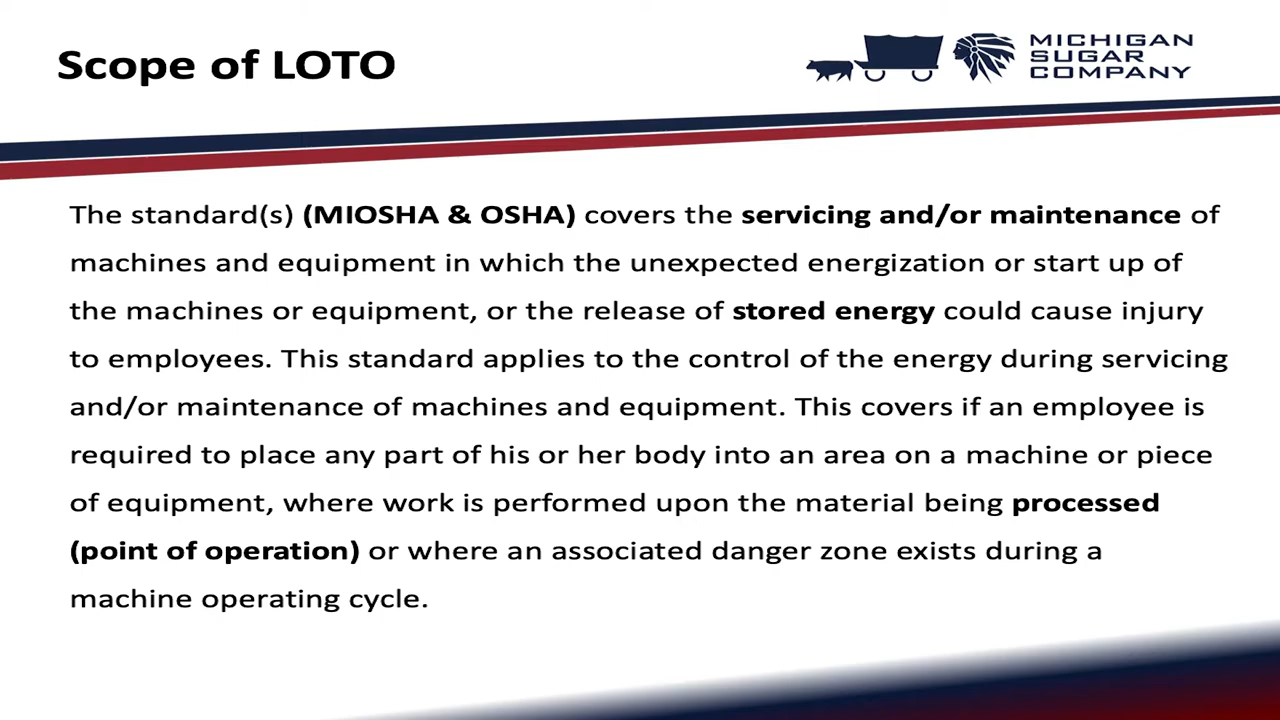 Scope of LOTO
MICHIGAN
SUGAR
COMPANY
The standard(s) (MIOSHA & OSHA) covers the servicing and/or maintenance of
machines and equipment in which the unexpected energization or start up of
the machines or equipment, or the release of stored energy could cause injury
to employees. This standard applies to the control of the energy during servicing
and/or maintenance of machines and equipment. This covers if an employee is
required to place any part of his or her body into an area on a machine or piece
of equipment, where work is performed upon the material being processed
(point of operation) or where an associated danger zone exists during a
machine operating cycle.